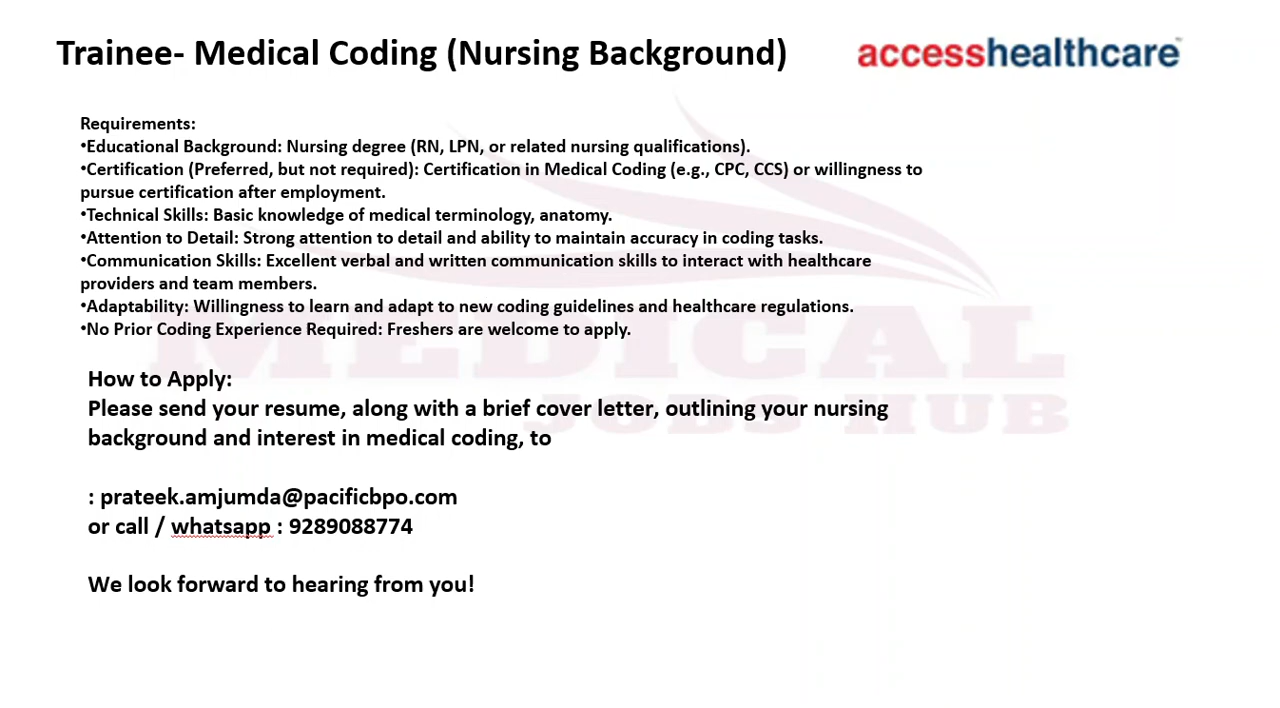 Trainee- Medical Coding (Nursing Background)
accesshealthcare™
Requirements:
•Educational Background: Nursing degree (RN, LPN, or related nursing qualifications).
•Certification (Preferred, but not required): Certification in Medical Coding (e.g., CPC, CCS) or willingness to
pursue certification after employment.
•Technical Skills: Basic knowledge of medical terminology, anatomy.
•Attention to Detail: Strong attention to detail and ability to maintain accuracy in coding tasks.
•Communication Skills: Excellent verbal and written communication skills to interact with healthcare
providers and team members.
•Adaptability: Willingness to learn and adapt to new coding guidelines and healthcare regulations.
•No Prior Coding Experience Required: Freshers are welcome to apply.
MEDICAL
JOBS HUB
How to Apply:
Please send your resume, along with a brief cover letter, outlining your nursing
background and interest in medical coding, to
: prateek.amjumda@pacificbpo.com
or call / whatsapp : 9289088774
We look forward to hearing from you!